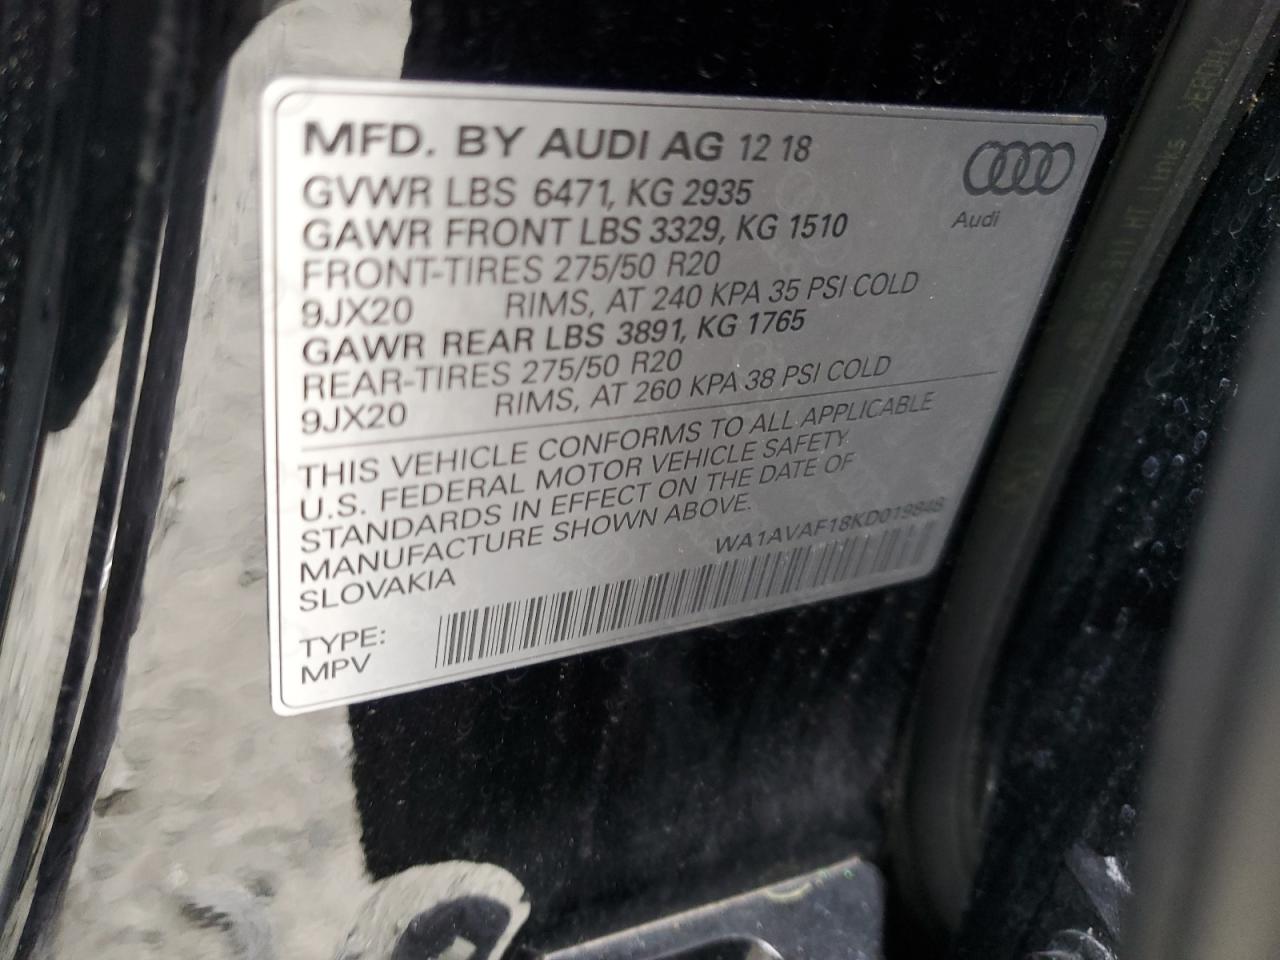 MFD. BY AUDI AG 12 18
GVWR LBS 6471, KG 2935
GAWR FRONT LBS 3329, KG 1510
FRONT-TIRES 275/50 R20
9JX20 RIMS, AT 240 KPA 35 PSI COLD
GAWR REAR LBS 3891, KG 1765
REAR-TIRES 275/50 R20
9JX20 RIMS, AT 260 KPA 38 PSI COLD
Audi
THIS VEHICLE CONFORMS TO ALL APPLICABLE
U.S. FEDERAL MOTOR VEHICLE SAFETY
STANDARDS IN EFFECT ON THE DATE OF
MANUFACTURE SHOWN ABOVE.
SLOVAKIA
WA1AVAF18KD019848
TYPE:
MPV
HI links